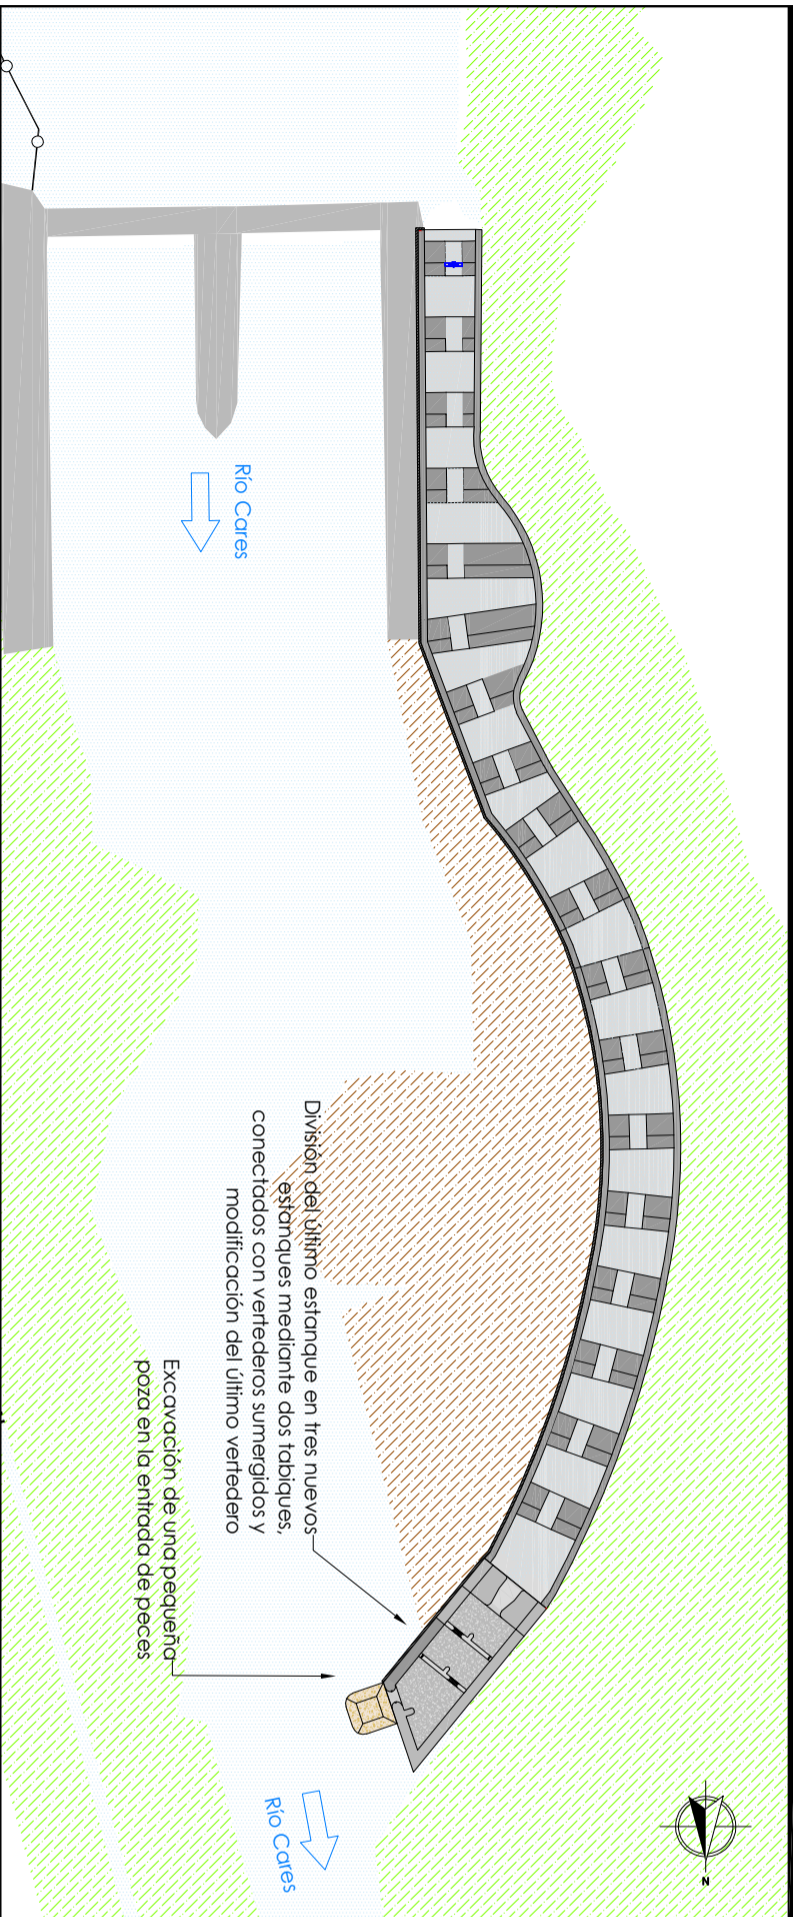 Río Cares
División del último estanque en tres nuevos
estanques mediante dos tabiques,
conectados con vertederos sumergidos y
modificación del último vertedero
Excavación de una pequeña
poza en la entrada de peces
Río Cares
N